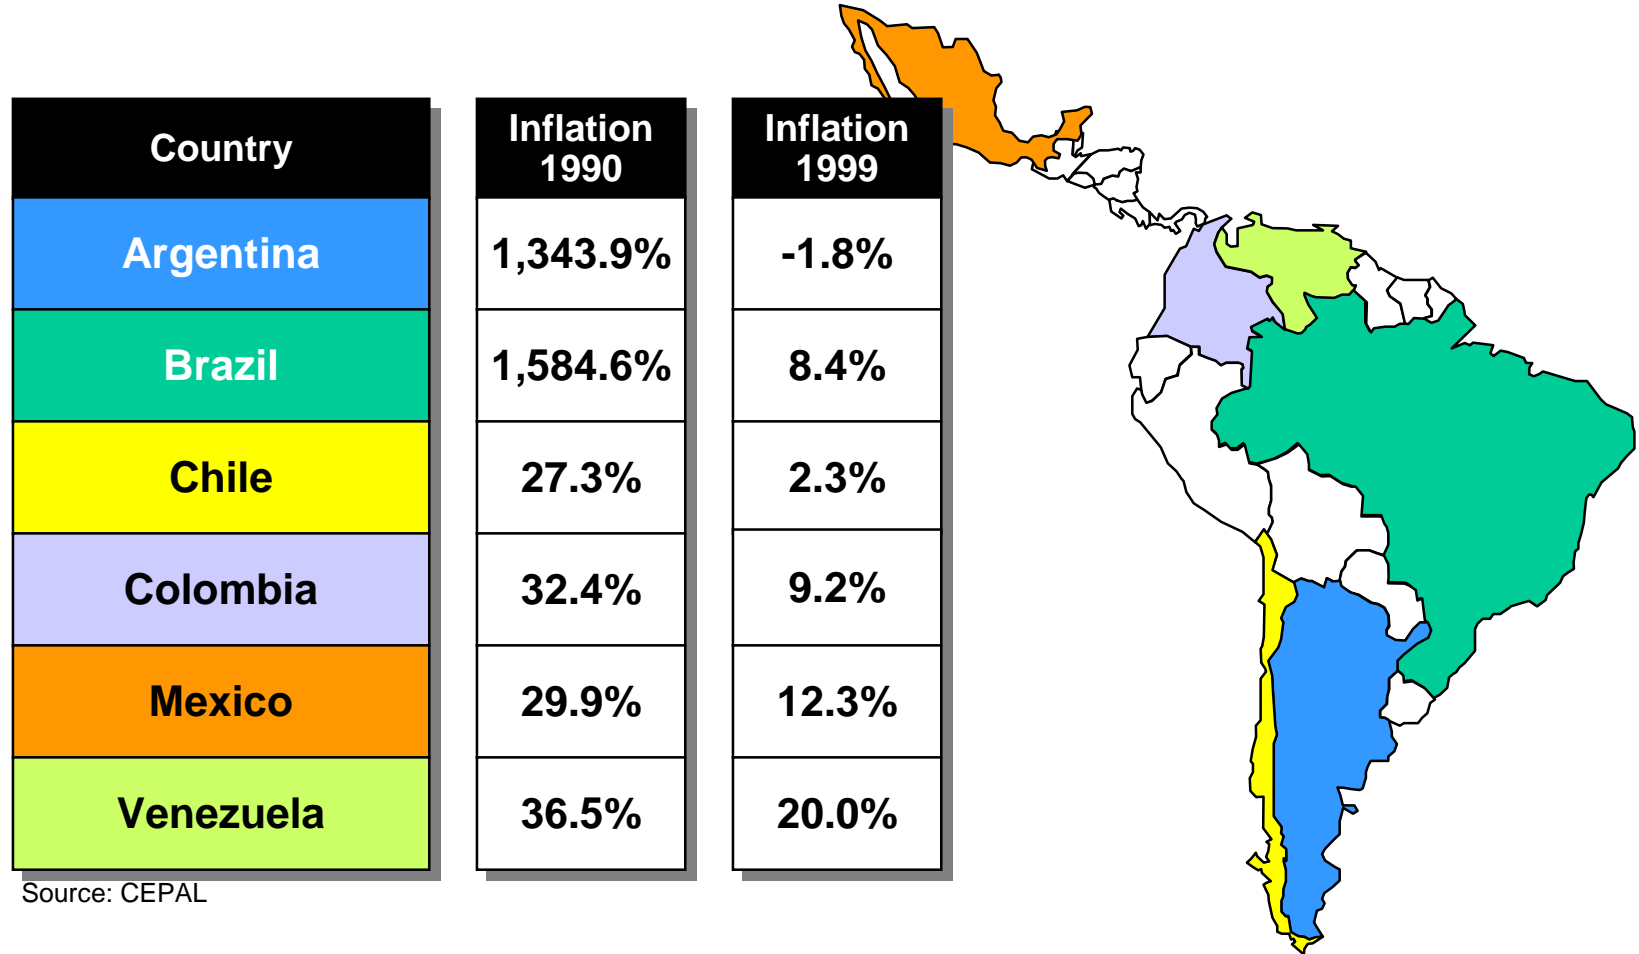 Country
Inflation
1990
Inflation
1999
Argentina 1,343.9% -1.8%
Brazil 1,584.6% 8.4%
Chile 27.3% 2.3%
Colombia 32.4% 9.2%
Mexico 29.9% 12.3%
Venezuela 36.5% 20.0%
Source: CEPAL